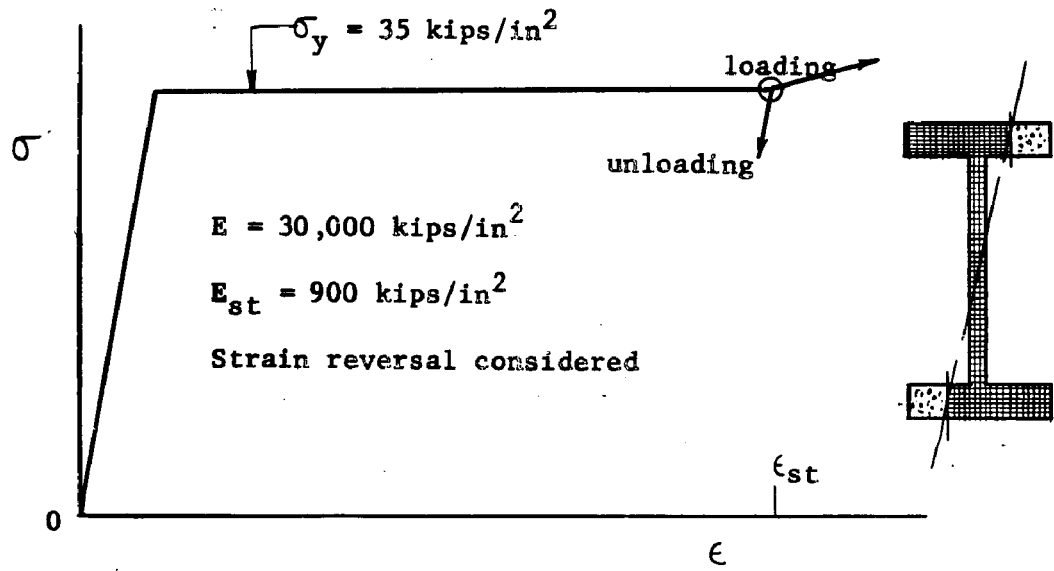 σy = 35 kips/in²
loading
σ
unloading
E = 30,000 kips/in²
Est = 900 kips/in²
Strain reversal considered
εst
0
ε